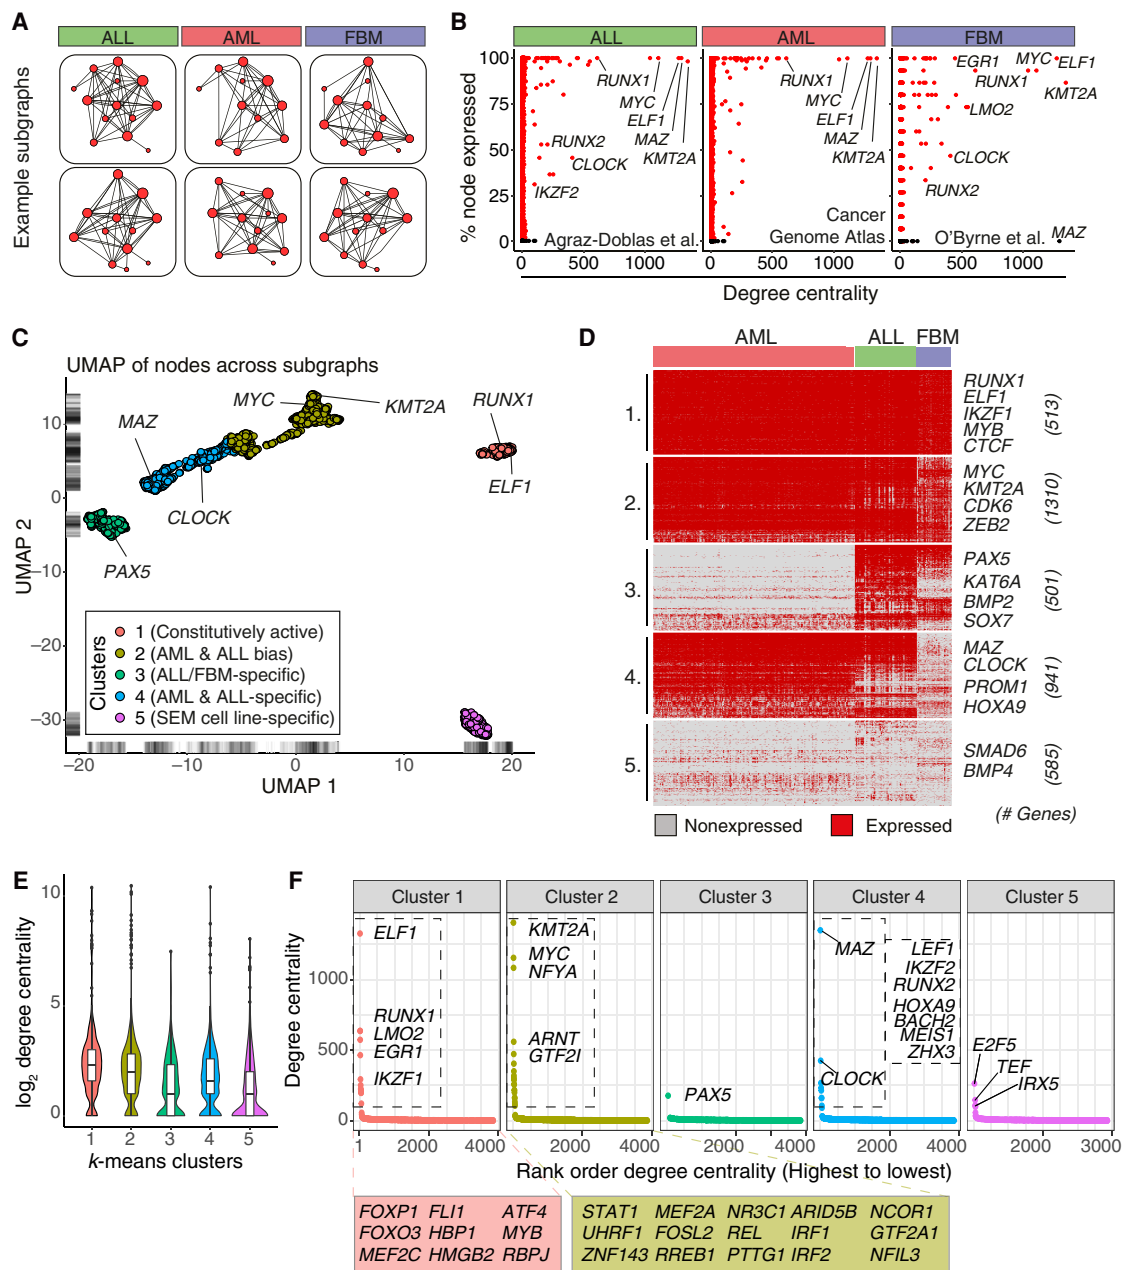 A
ALL AML FBM
Example subgraphs
B
ALL AML FBM
% node expressed
100
75
50
25
0
RUNX1
MYC
ELF1
MAZ
KMT2A
RUNX2
CLOCK
IKZF2
Agraz-Doblas et al.
RUNX1
MYC
ELF1
MAZ
KMT2A
Cancer
Genome Atlas
EGR1 MYC ELF1
RUNX1
KMT2A
LMO2
CLOCK
RUNX2
MAZ
O'Byrne et al.
0 500 1000
0 500 1000
0 500 1000
Degree centrality
C
UMAP of nodes across subgraphs
UMAP 2
10
0
−10
−20
−30
MYC
KMT2A
RUNX1
MAZ
CLOCK
ELF1
PAX5
Clusters
1 (Constitutively active)
2 (AML & ALL bias)
3 (ALL/FBM-specific)
4 (AML & ALL-specific)
5 (SEM cell line-specific)
−20 −10 0 10 20
UMAP 1
D
AML ALL FBM
1.
RUNX1
ELF1
IKZF1
MYB
CTCF
(513)
2.
MYC
KMT2A
CDK6
ZEB2
(1310)
3.
PAX5
KAT6A
BMP2
SOX7
(501)
4.
MAZ
CLOCK
PROM1
HOXA9
(941)
5.
SMAD6
BMP4
(585)
(# Genes)
Nonexpressed Expressed
E
log2 degree centrality
10
5
0
1 2 3 4 5
k-means clusters
F
Cluster 1 Cluster 2 Cluster 3 Cluster 4 Cluster 5
Degree centrality
1000
500
0
ELF1
RUNX1
LMO2
EGR1
IKZF1
KMT2A
MYC
NFYA
ARNT
GTF2I
PAX5
MAZ
CLOCK
LEF1
IKZF2
RUNX2
HOXA9
BACH2
MEIS1
ZHX3
E2F5
TEF
IRX5
1 2000 4000 2000 4000 2000 4000 2000 4000 2000 3000
Rank order degree centrality (Highest to lowest)
FOXP1 FLI1 ATF4
FOXO3 HBP1 MYB
MEF2C HMGB2 RBPJ
STAT1 MEF2A NR3C1 ARID5B NCOR1
UHRF1 FOSL2 REL IRF1 GTF2A1
ZNF143 RREB1 PTTG1 IRF2 NFIL3